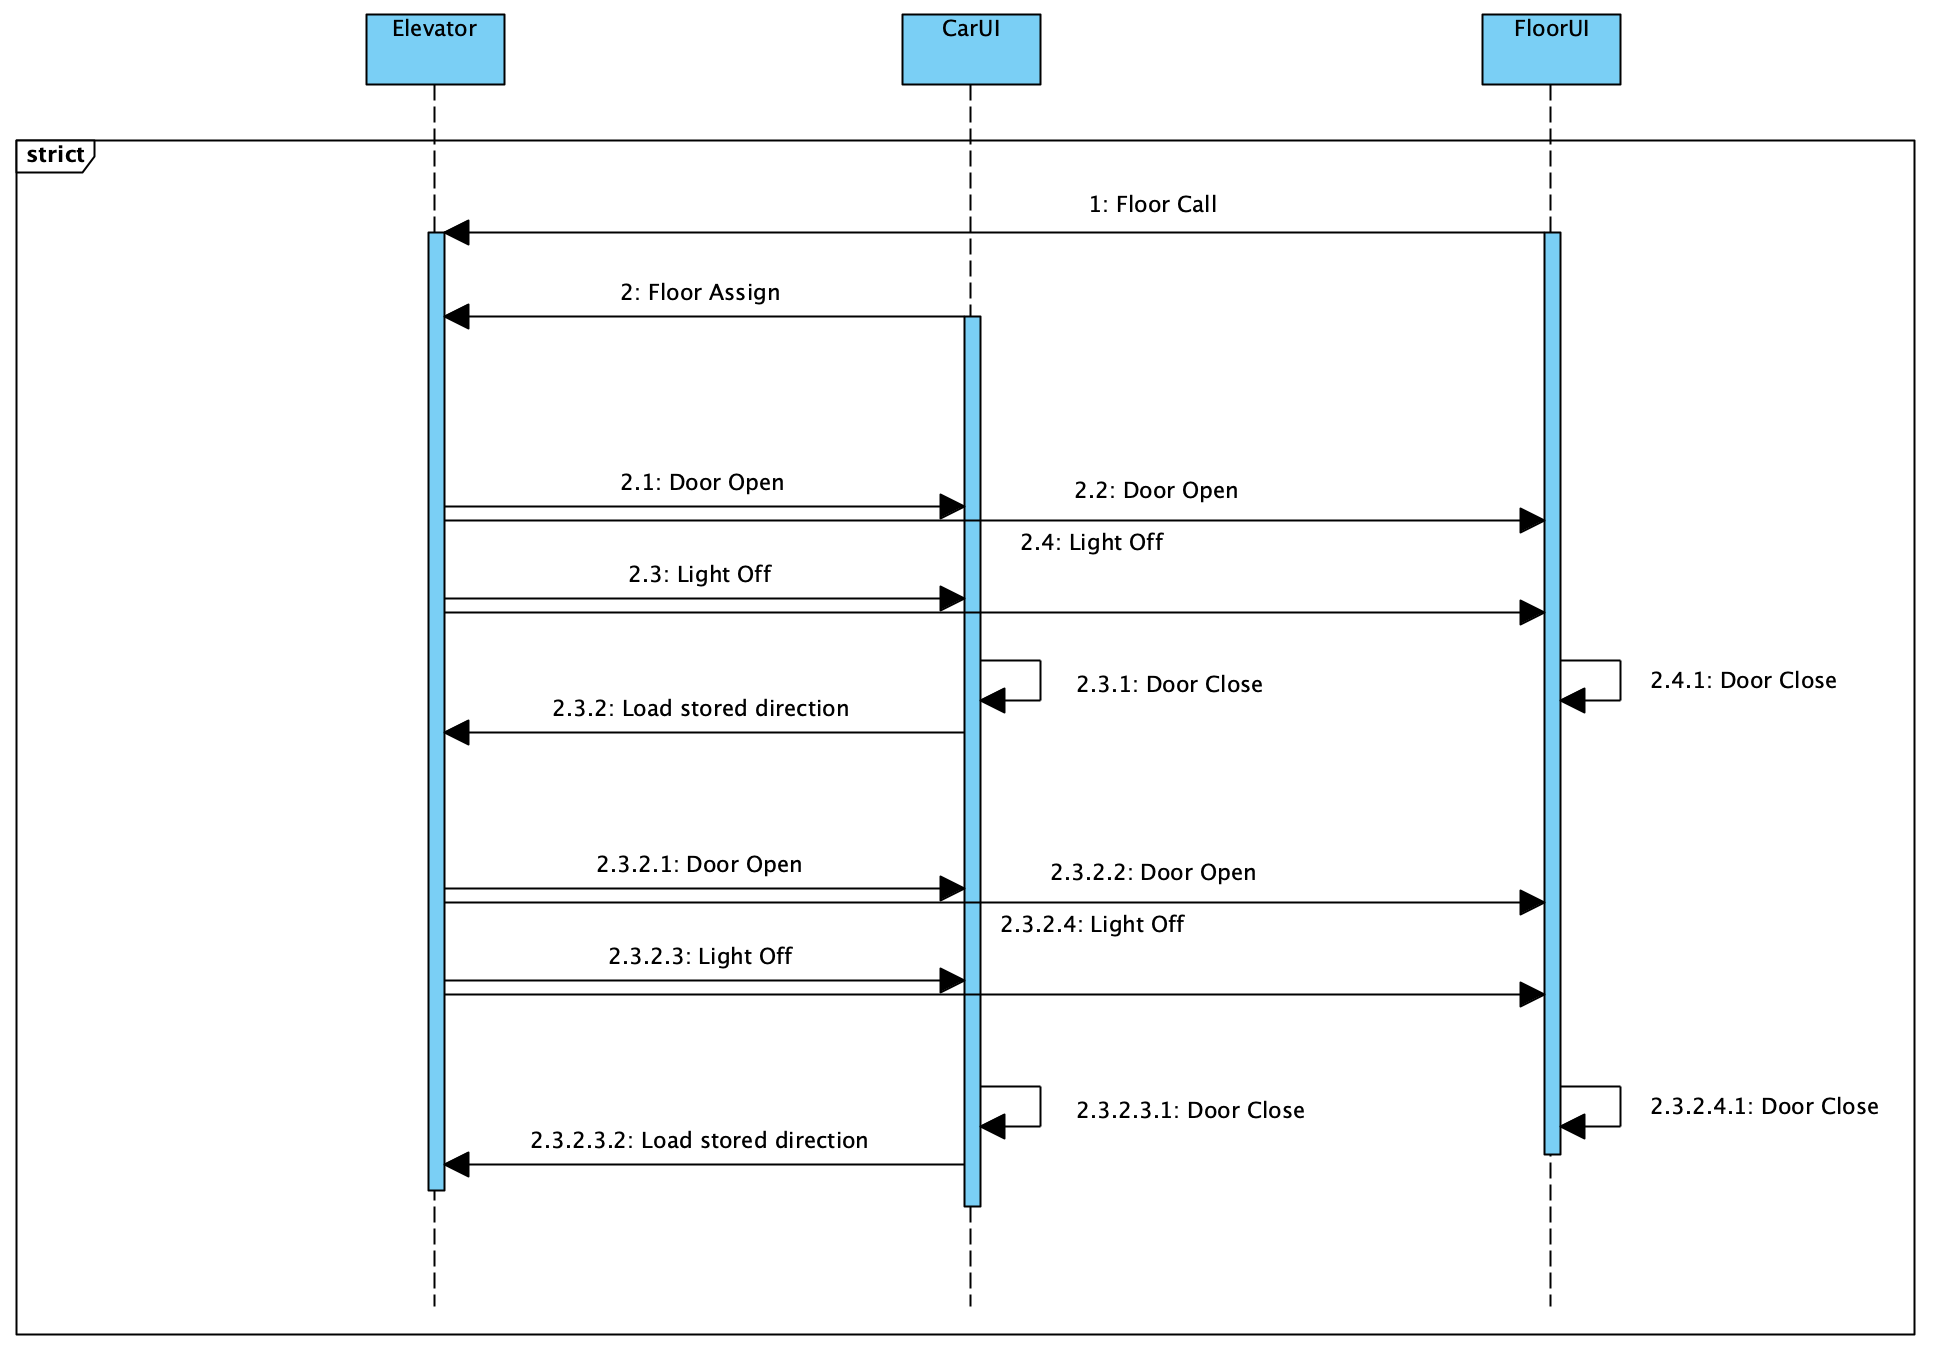 Elevator
CarUI
FloorUI
strict
1: Floor Call
2: Floor Assign
2.1: Door Open
2.2: Door Open
2.4: Light Off
2.3: Light Off
2.3.1: Door Close
2.4.1: Door Close
2.3.2: Load stored direction
2.3.2.1: Door Open
2.3.2.2: Door Open
2.3.2.4: Light Off
2.3.2.3: Light Off
2.3.2.3.1: Door Close
2.3.2.4.1: Door Close
2.3.2.3.2: Load stored direction